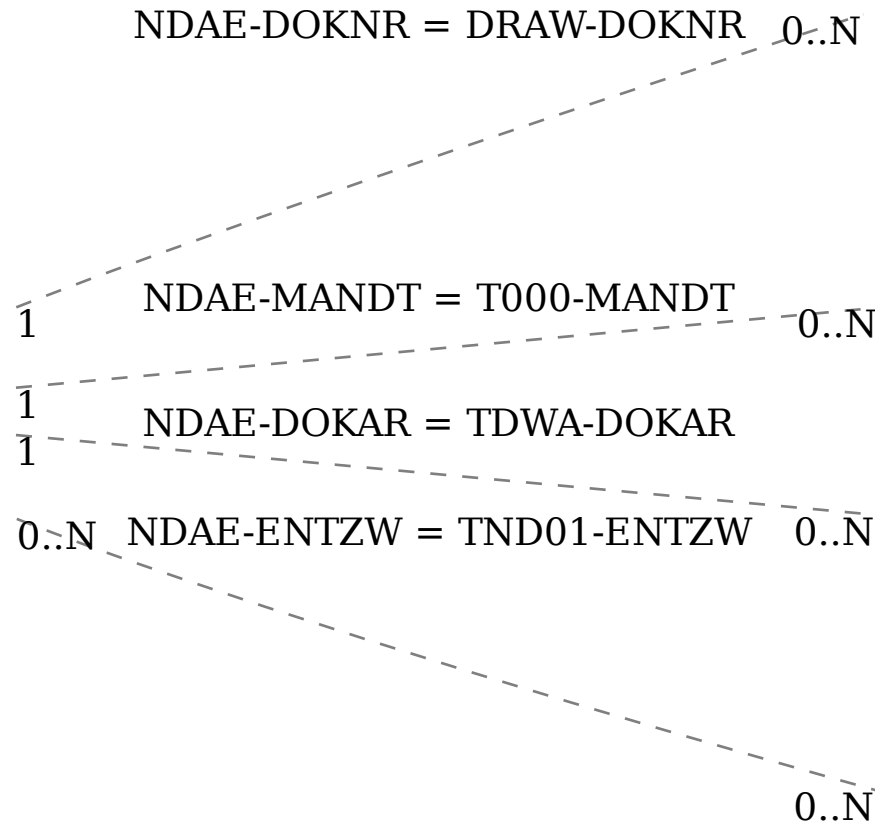 NDAE-DOKNR = DRAW-DOKNR 0..N
NDAE-MANDT = T000-MANDT
1 0..N
1
NDAE-DOKAR = TDWA-DOKAR
1
0..N NDAE-ENTZW = TND01-ENTZW 0..N
0..N